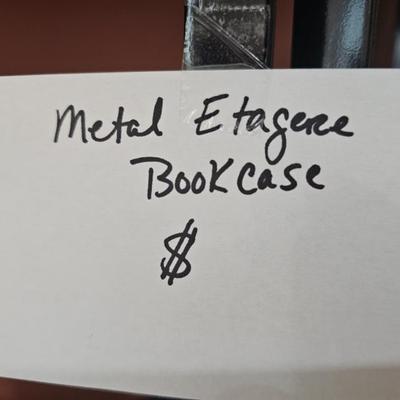 Metal Etagere
Bookcase
$